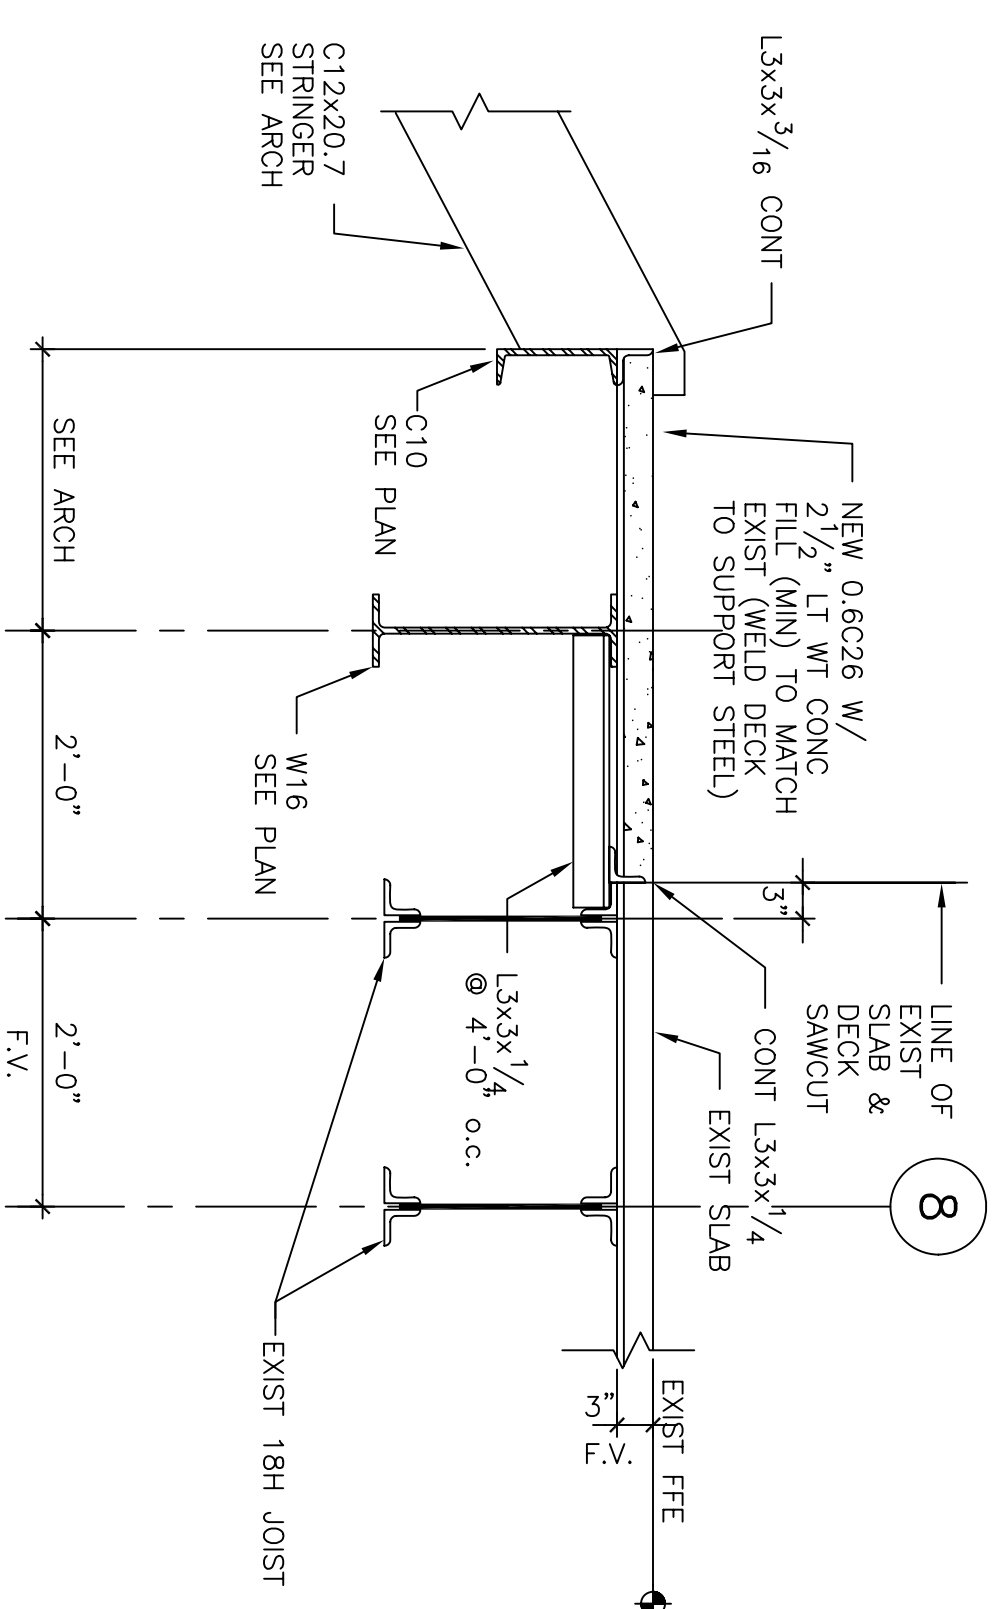 L3x3x3/16 CONT
C12x20.7
STRINGER
SEE ARCH
NEW 0.6C26 W/
2 1/2" LT WT CONC
FILL (MIN) TO MATCH
EXIST (WELD DECK
TO SUPPORT STEEL)
C10
SEE PLAN
SEE ARCH
W16
SEE PLAN
2'-0"
3"
LINE OF
EXIST
SLAB &
DECK
SAWCUT
CONT L3x3x1/4
EXIST SLAB
L3x3x1/4
@ 4'-0" o.c.
2'-0"
F.V.
8
EXIST 18H JOIST
EXIST FFE
3"
F.V.